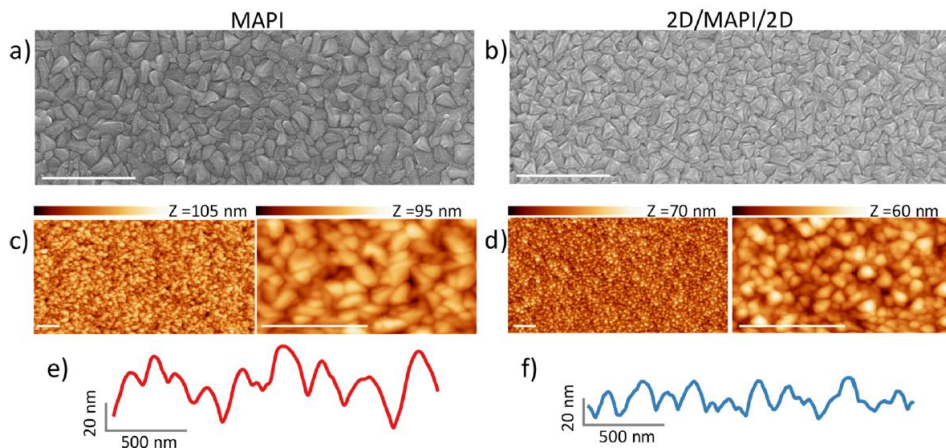 MAPI
2D/MAPI/2D
a)
b)
Z =105 nm
Z =95 nm
Z =70 nm
Z =60 nm
c)
d)
e)
f)
20 nm
500 nm
20 nm
500 nm